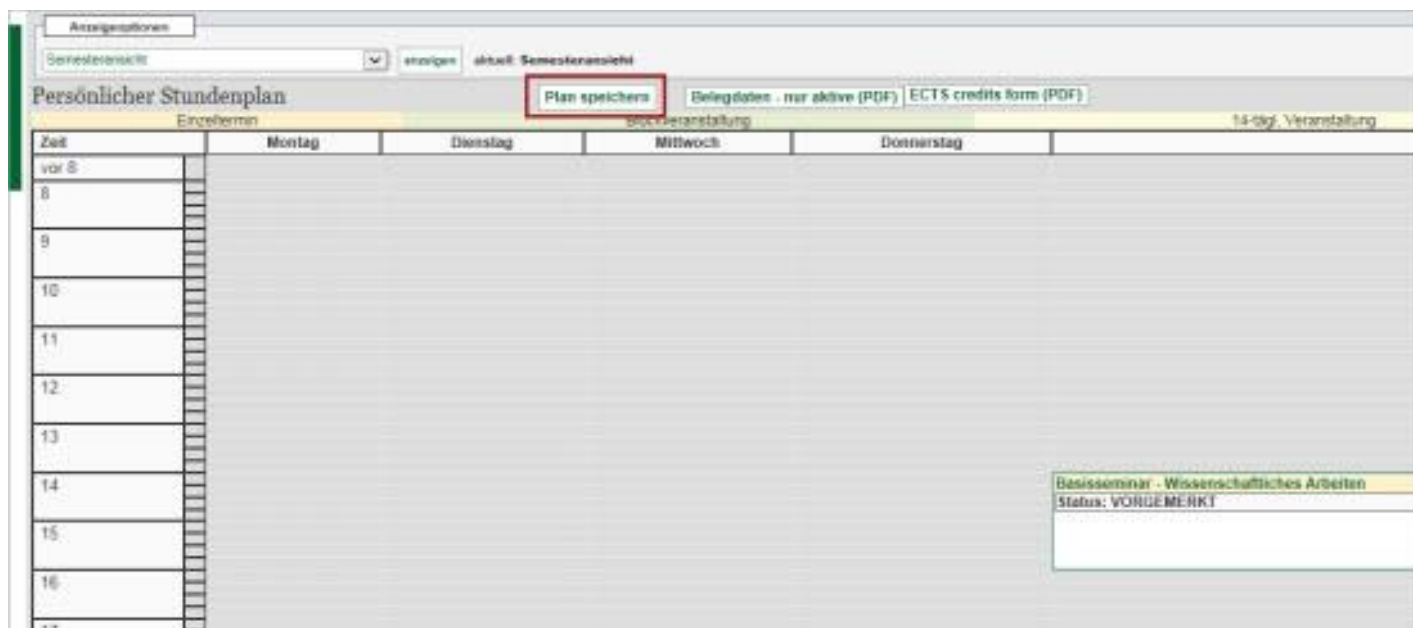 Anzeigeoptionen
Semesteransicht anzeigen aktuell: Semesteransicht
Persönlicher Stundenplan Plan speichern Belegdaten - nur aktive (PDF) ECTS credits form (PDF)
Einzeltermin Blockveranstaltung 14-tägl. Veranstaltung
Zeit Montag Dienstag Mittwoch Donnerstag
vor 8
8
9
10
11
12
13
14 Basisseminar - Wissenschaftliches Arbeiten
Status: VORGEMERKT
15
16